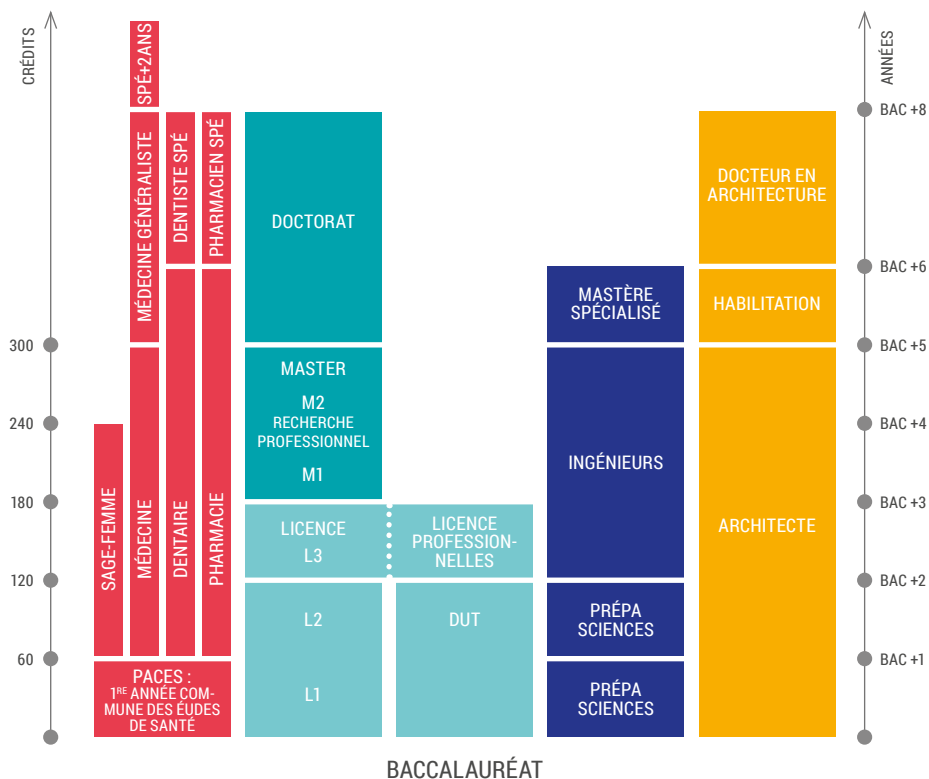 CRÉDITS
300
240
180
120
60
SPÉ+2ANS
MÉDECINE GÉNÉRALISTE
DENTISTE SPÉ
PHARMACIEN SPÉ
SAGE-FEMME
MÉDECINE
DENTAIRE
PHARMACIE
PACES :
1RE ANNÉE COM-
MUNE DES ÉUDES
DE SANTÉ
DOCTORAT
MASTER
M2
RECHERCHE
PROFESSIONNEL
M1
LICENCE
L3
L2
L1
LICENCE
PROFESSION-
NELLES
DUT
MASTÈRE
SPÉCIALISÉ
INGÉNIEURS
PRÉPA
SCIENCES
PRÉPA
SCIENCES
DOCTEUR EN
ARCHITECTURE
HABILITATION
ARCHITECTE
ANNÉES
BAC +8
BAC +6
BAC +5
BAC +4
BAC +3
BAC +2
BAC +1
BACCALAURÉAT